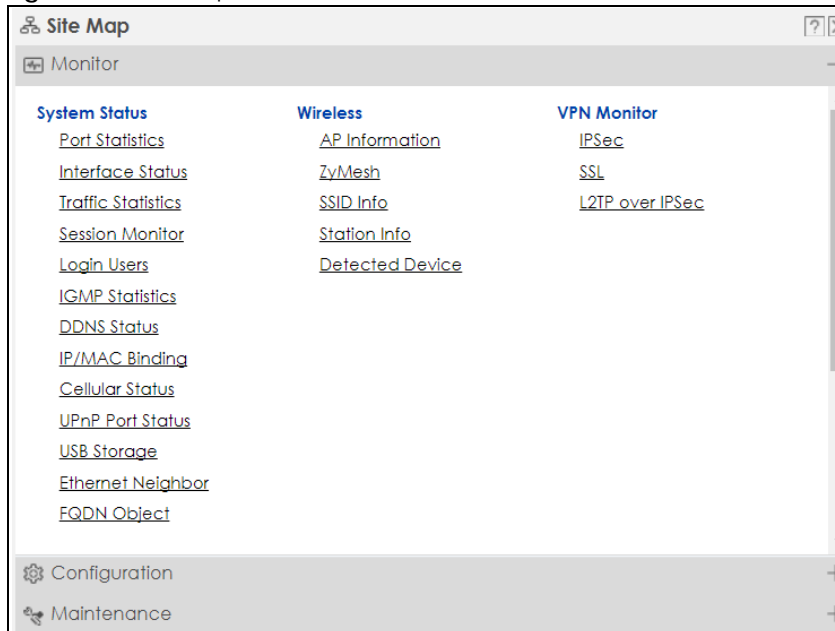 Site Map
?
Monitor
System Status
Port Statistics
Interface Status
Traffic Statistics
Session Monitor
Login Users
IGMP Statistics
DDNS Status
IP/MAC Binding
Cellular Status
UPnP Port Status
USB Storage
Ethernet Neighbor
FQDN Object
Wireless
AP Information
ZyMesh
SSID Info
Station Info
Detected Device
VPN Monitor
IPSec
SSL
L2TP over IPSec
Configuration
Maintenance